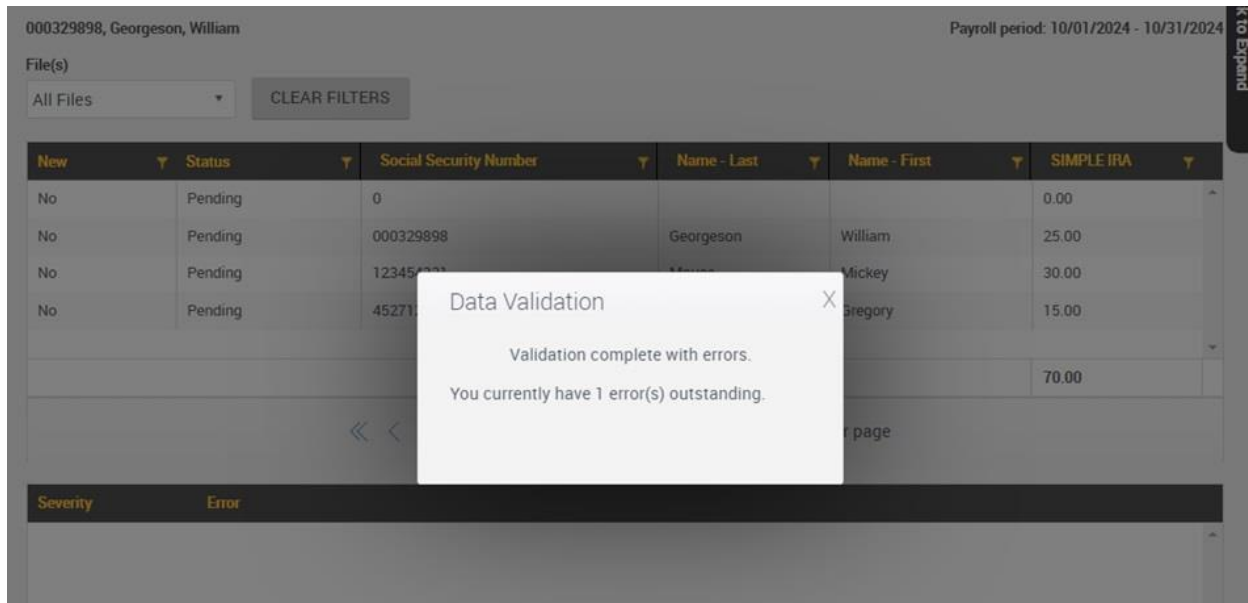 000329898, Georgeson, William Payroll period: 10/01/2024 - 10/31/2024
k to Expand
File(s)
All Files CLEAR FILTERS
New Status Social Security Number Name - Last Name - First SIMPLE IRA
No Pending 0 0.00
No Pending 000329898 Georgeson William 25.00
No Pending Mickey 30.00
No Pending Gregory 15.00
Data Validation X
Validation complete with errors.
You currently have 1 error(s) outstanding.
70.00
r page
Severity Error